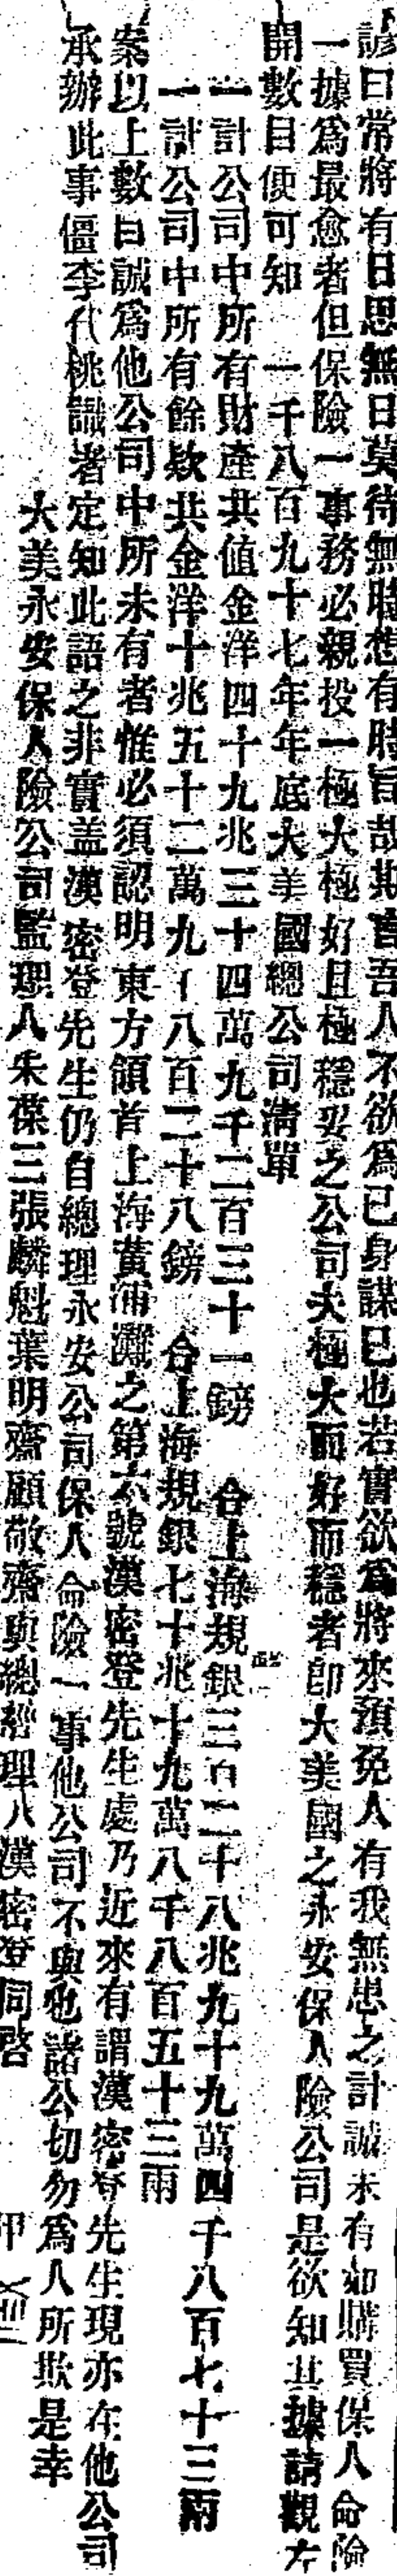 諺曰常將有日思無日莫待無時想有時旨哉斯言吾人不欲爲已身謀已也若實欲爲將來預免人有我無患之計誠未有如購買保人命險
一據爲最愈者但保險一事務必親投一極大極好且極穩妥之公司夫極大而好而穩者卽大美國之永安保人險公司是欲知其據請觀左
開數目便可知　一千八百九十七年年底大美國總公司清單
一計公司中所有財產共值金洋四十九兆三十四萬九千二百三十一鎊　合上海規銀三百二十八兆九十九萬四千八百七十三兩
一計公司中所有餘欵共金洋十兆五十二萬九千八百二十八鎊　合上海規銀七十兆十九萬八千八百五十三兩
案以上數目誠爲他公司中所未有者惟必須認明東方領首上海黃浦灘之第六號漢密登先生處乃近來有謂漢密登先生現亦在他公司
承辦此事僵李代桃識者定知此語之非實盖漢密登先生仍自總理永安公司保人命險一事他公司不與也諸公切勿爲人所欺是幸
大美永安保人險公司監理人朱葆三張麟魁葉明齋顧敬齋與總經理人漢密登同啓